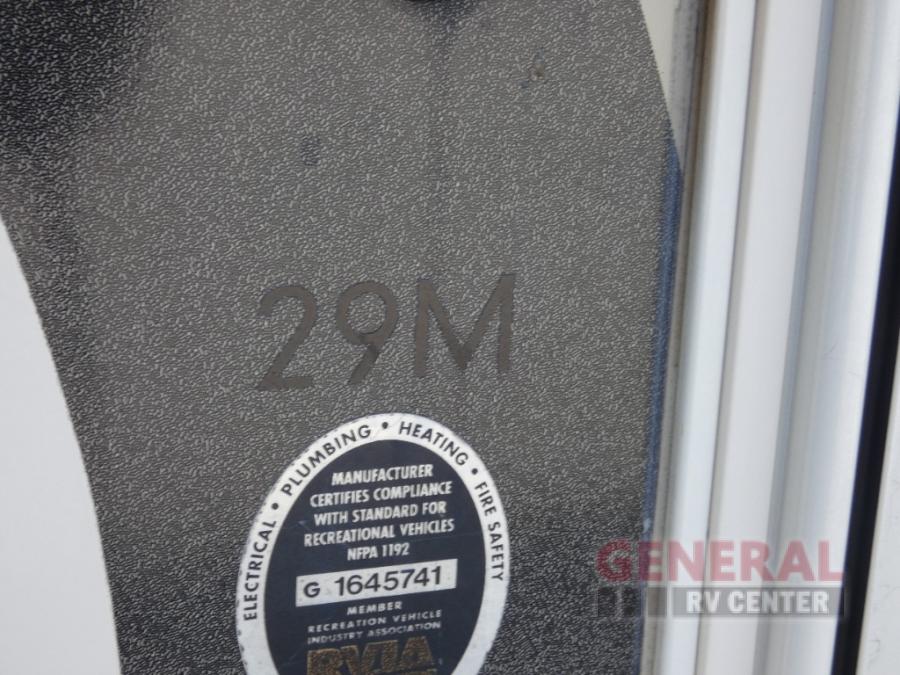 29M
ELECTRICAL • PLUMBING • HEATING • FIRE SAFETY
MANUFACTURER
CERTIFIES COMPLIANCE
WITH STANDARD FOR
RECREATIONAL VEHICLES
NFPA 1192
G 1645741
MEMBER
RECREATION VEHICLE
INDUSTRY ASSOCIATION
RVIA
GENERAL
RV CENTER